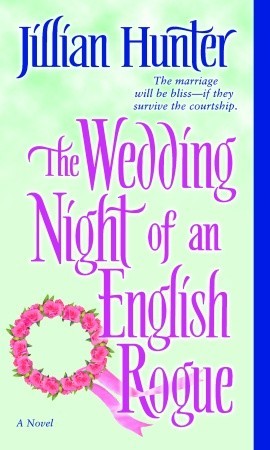 Jillian Hunter
The marriage
will be bliss—if they
survive the courtship.
The Wedding
Night of an
English
Rogue
A Novel